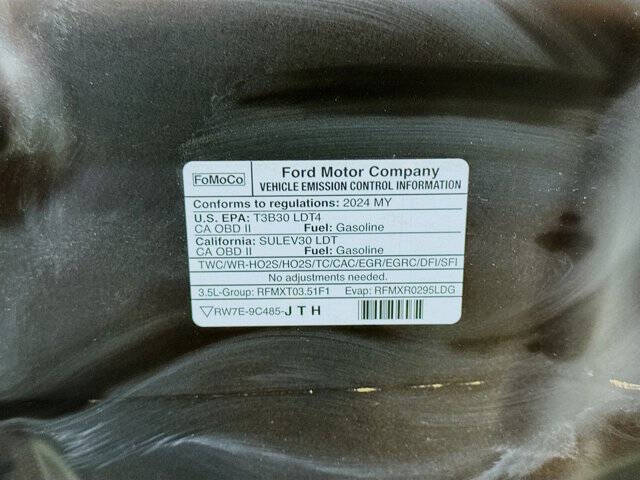 FoMoCo
Ford Motor Company
VEHICLE EMISSION CONTROL INFORMATION
Conforms to regulations: 2024 MY
U.S. EPA: T3B30 LDT4
CA OBD II Fuel: Gasoline
California: SULEV30 LDT
CA OBD II Fuel: Gasoline
TWC/WR-HO2S/HO2S/TC/CAC/EGR/EGRC/DFI/SFI
No adjustments needed.
3.5L-Group: RFMXT03.51F1 Evap: RFMXR0295LDG
RW7E-9C485-JTH